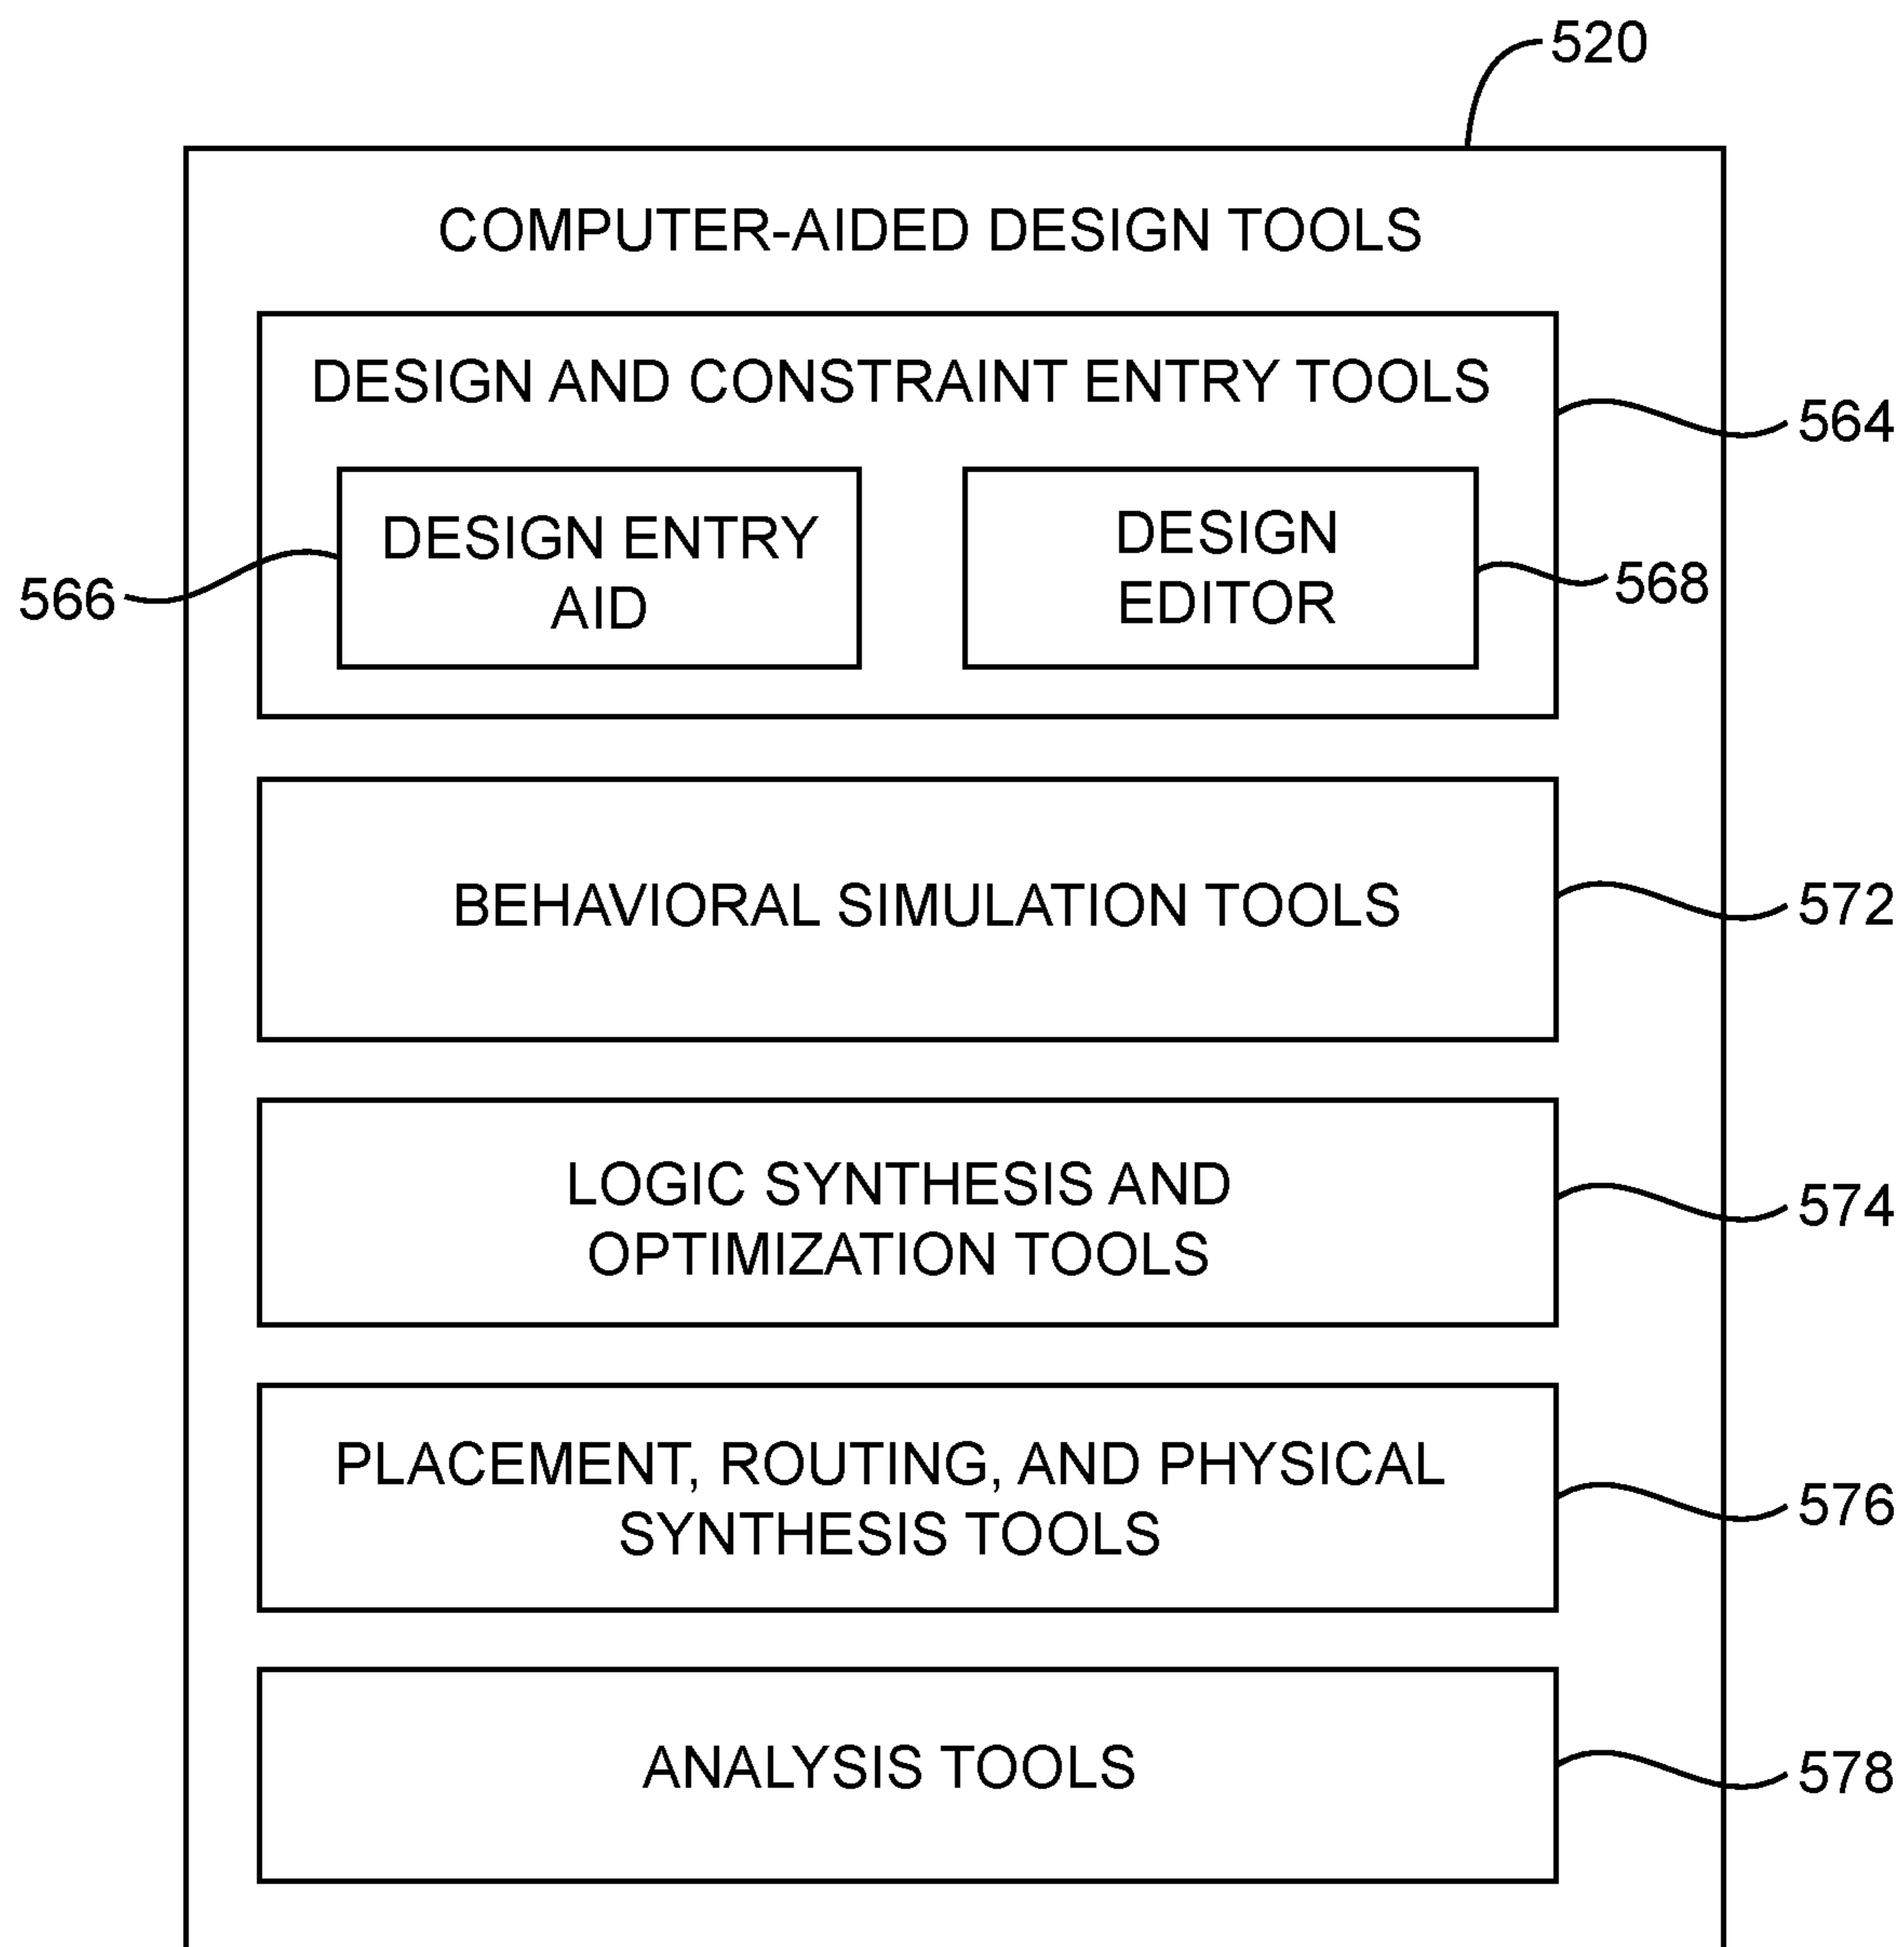 520
COMPUTER-AIDED DESIGN TOOLS
DESIGN AND CONSTRAINT ENTRY TOOLS
564
DESIGN ENTRY
AID
566
DESIGN
EDITOR
568
BEHAVIORAL SIMULATION TOOLS
572
LOGIC SYNTHESIS AND
OPTIMIZATION TOOLS
574
PLACEMENT, ROUTING, AND PHYSICAL
SYNTHESIS TOOLS
576
ANALYSIS TOOLS
578